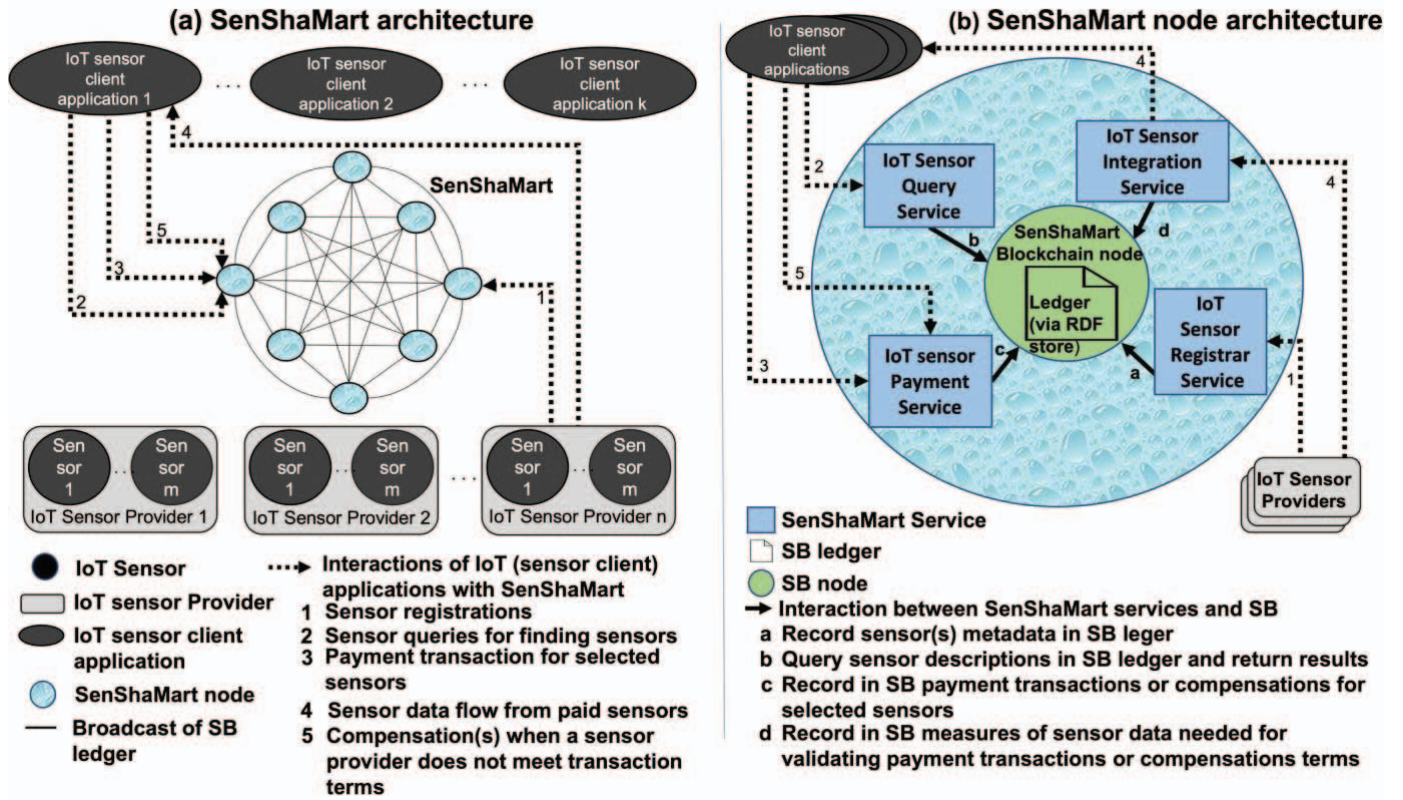 (a) SenShaMart architecture
IoT sensor
client
application 1
. . .
IoT sensor
client
application 2
. . .
IoT sensor
client
application k
4
SenShaMart
5
3
2
1
Sen
sor
1
. . .
Sen
sor
m
IoT Sensor Provider 1
Sen
sor
1
. . .
Sen
sor
m
IoT Sensor Provider 2
. . .
Sen
sor
1
. . .
Sen
sor
m
IoT Sensor Provider n
IoT Sensor
IoT sensor Provider
IoT sensor client
application
SenShaMart node
Broadcast of SB
ledger
Interactions of IoT (sensor client)
applications with SenShaMart
1 Sensor registrations
2 Sensor queries for finding sensors
3 Payment transaction for selected
sensors
4 Sensor data flow from paid sensors
5 Compensation(s) when a sensor
provider does not meet transaction
terms
(b) SenShaMart node architecture
IoT sensor
client
applications
4
2
IoT Sensor
Query
Service
IoT Sensor
Integration
Service
4
b
d
5
3
SenShaMart
Blockchain node
Ledger
(via RDF
store)
IoT sensor
Payment
Service
c
IoT
Sensor
Registrar
Service
a
1
IoT Sensor
Providers
SenShaMart Service
SB ledger
SB node
Interaction between SenShaMart services and SB
a Record sensor(s) metadata in SB leger
b Query sensor descriptions in SB ledger and return results
c Record in SB payment transactions or compensations for
selected sensors
d Record in SB measures of sensor data needed for
validating payment transactions or compensations terms